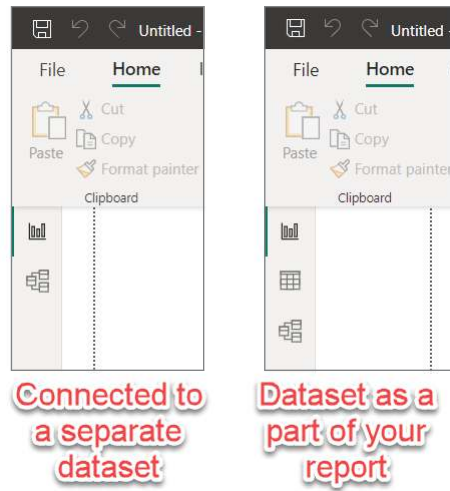 Untitled -
File Home
Paste
Cut
Copy
Format painter
Clipboard
Connected to
a separate
dataset
Untitled -
File Home
Paste
Cut
Copy
Format painter
Clipboard
Dataset as a
part of your
report